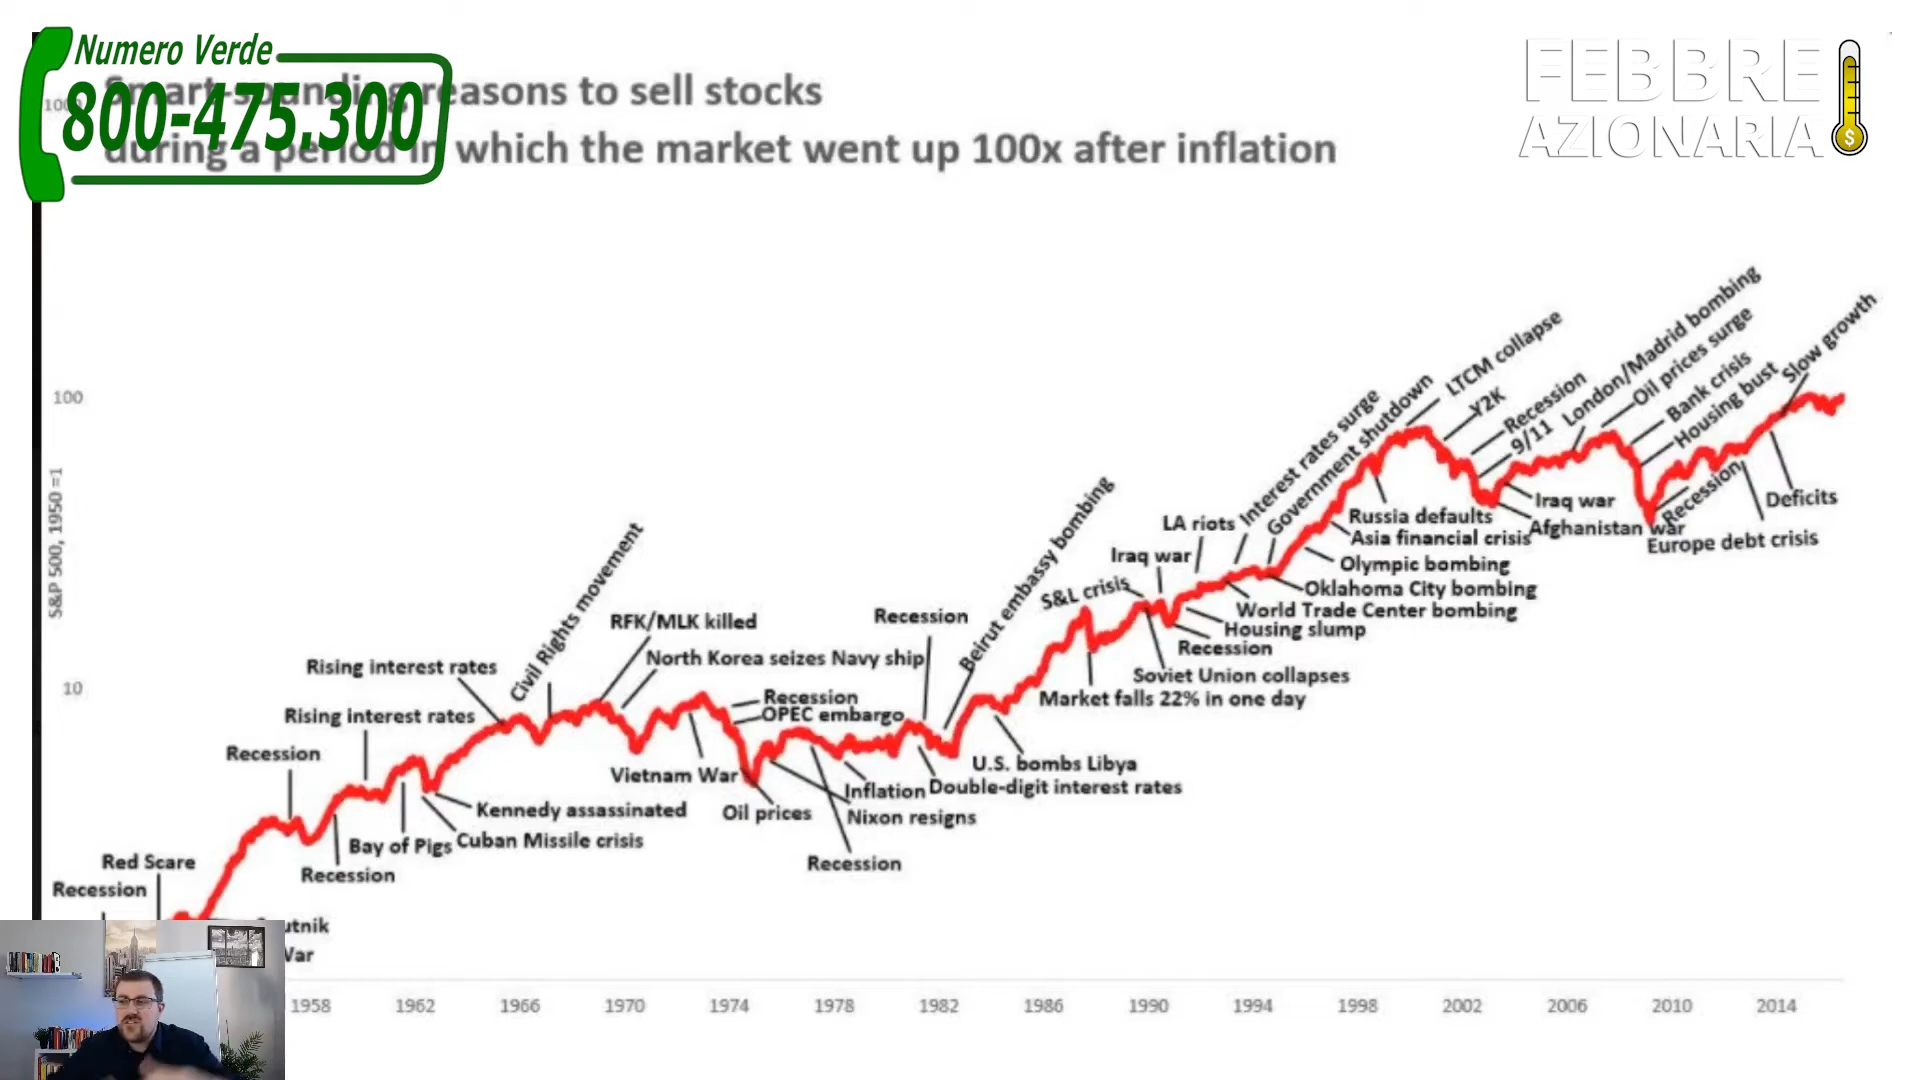 Numero Verde
800-475.300
Smart-sounding reasons to sell stocks
during a period in which the market went up 100x after inflation
FEBBRE
AZIONARIA
$
100
10
S&P 500, 1950 =1
Recession
Red Scare
Recession
Rising interest rates
Rising interest rates
Recession
Bay of Pigs
Cuban Missile crisis
Kennedy assassinated
Civil Rights movement
RFK/MLK killed
North Korea seizes Navy ship
Vietnam War
Recession
OPEC embargo
Oil prices
Nixon resigns
Recession
Inflation
Recession
Double-digit interest rates
Beirut embassy bombing
U.S. bombs Libya
Market falls 22% in one day
S&L crisis
Soviet Union collapses
Iraq war
Recession
Housing slump
LA riots
World Trade Center bombing
Interest rates surge
Government shutdown
Oklahoma City bombing
Olympic bombing
Asia financial crisis
Russia defaults
LTCM collapse
Y2K
Recession
9/11
Afghanistan war
Iraq war
London/Madrid bombing
Oil prices surge
Bank crisis
Housing bust
Recession
Europe debt crisis
Deficits
Slow growth
1958 1962 1966 1970 1974 1978 1982 1986 1990 1994 1998 2002 2006 2010 2014